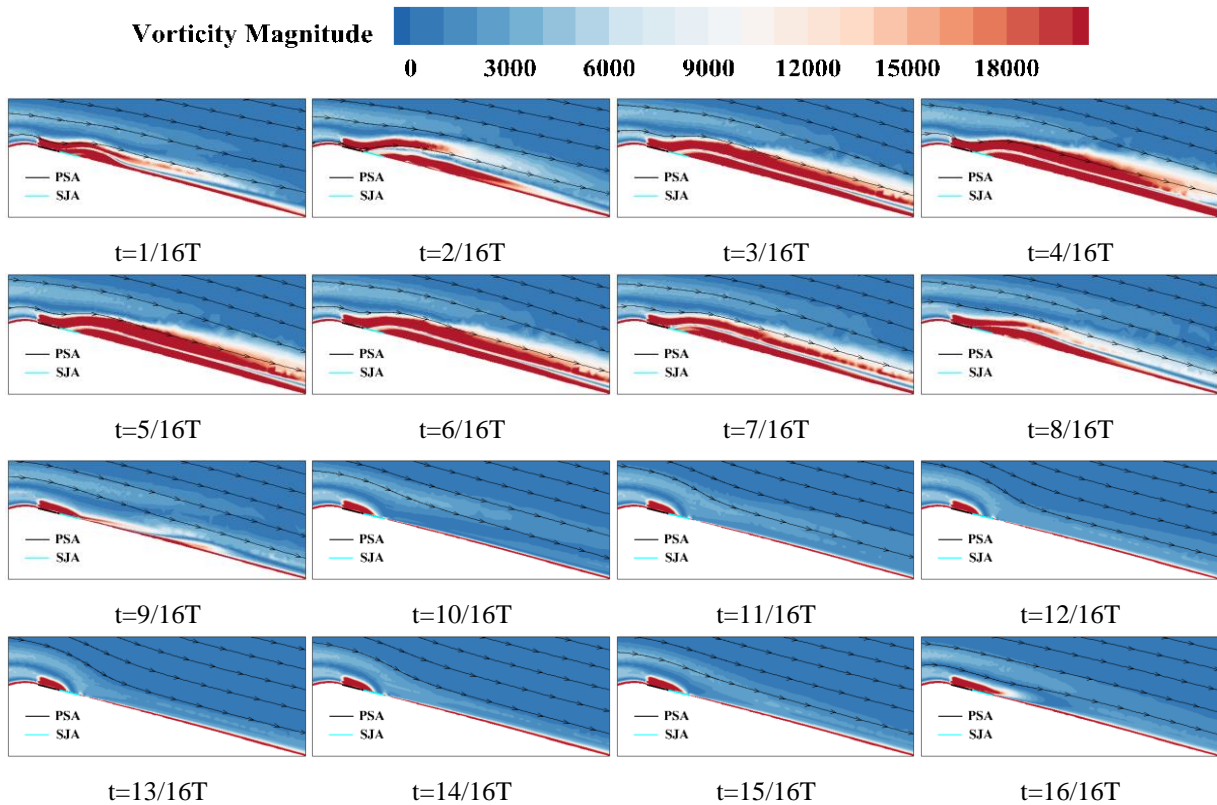 Vorticity Magnitude
0 3000 6000 9000 12000 15000 18000
PSA PSA PSA PSA
SJA SJA SJA SJA
t=1/16T t=2/16T t=3/16T t=4/16T
PSA PSA PSA PSA
SJA SJA SJA SJA
t=5/16T t=6/16T t=7/16T t=8/16T
PSA PSA PSA PSA
SJA SJA SJA SJA
t=9/16T t=10/16T t=11/16T t=12/16T
PSA PSA PSA PSA
SJA SJA SJA SJA
t=13/16T t=14/16T t=15/16T t=16/16T